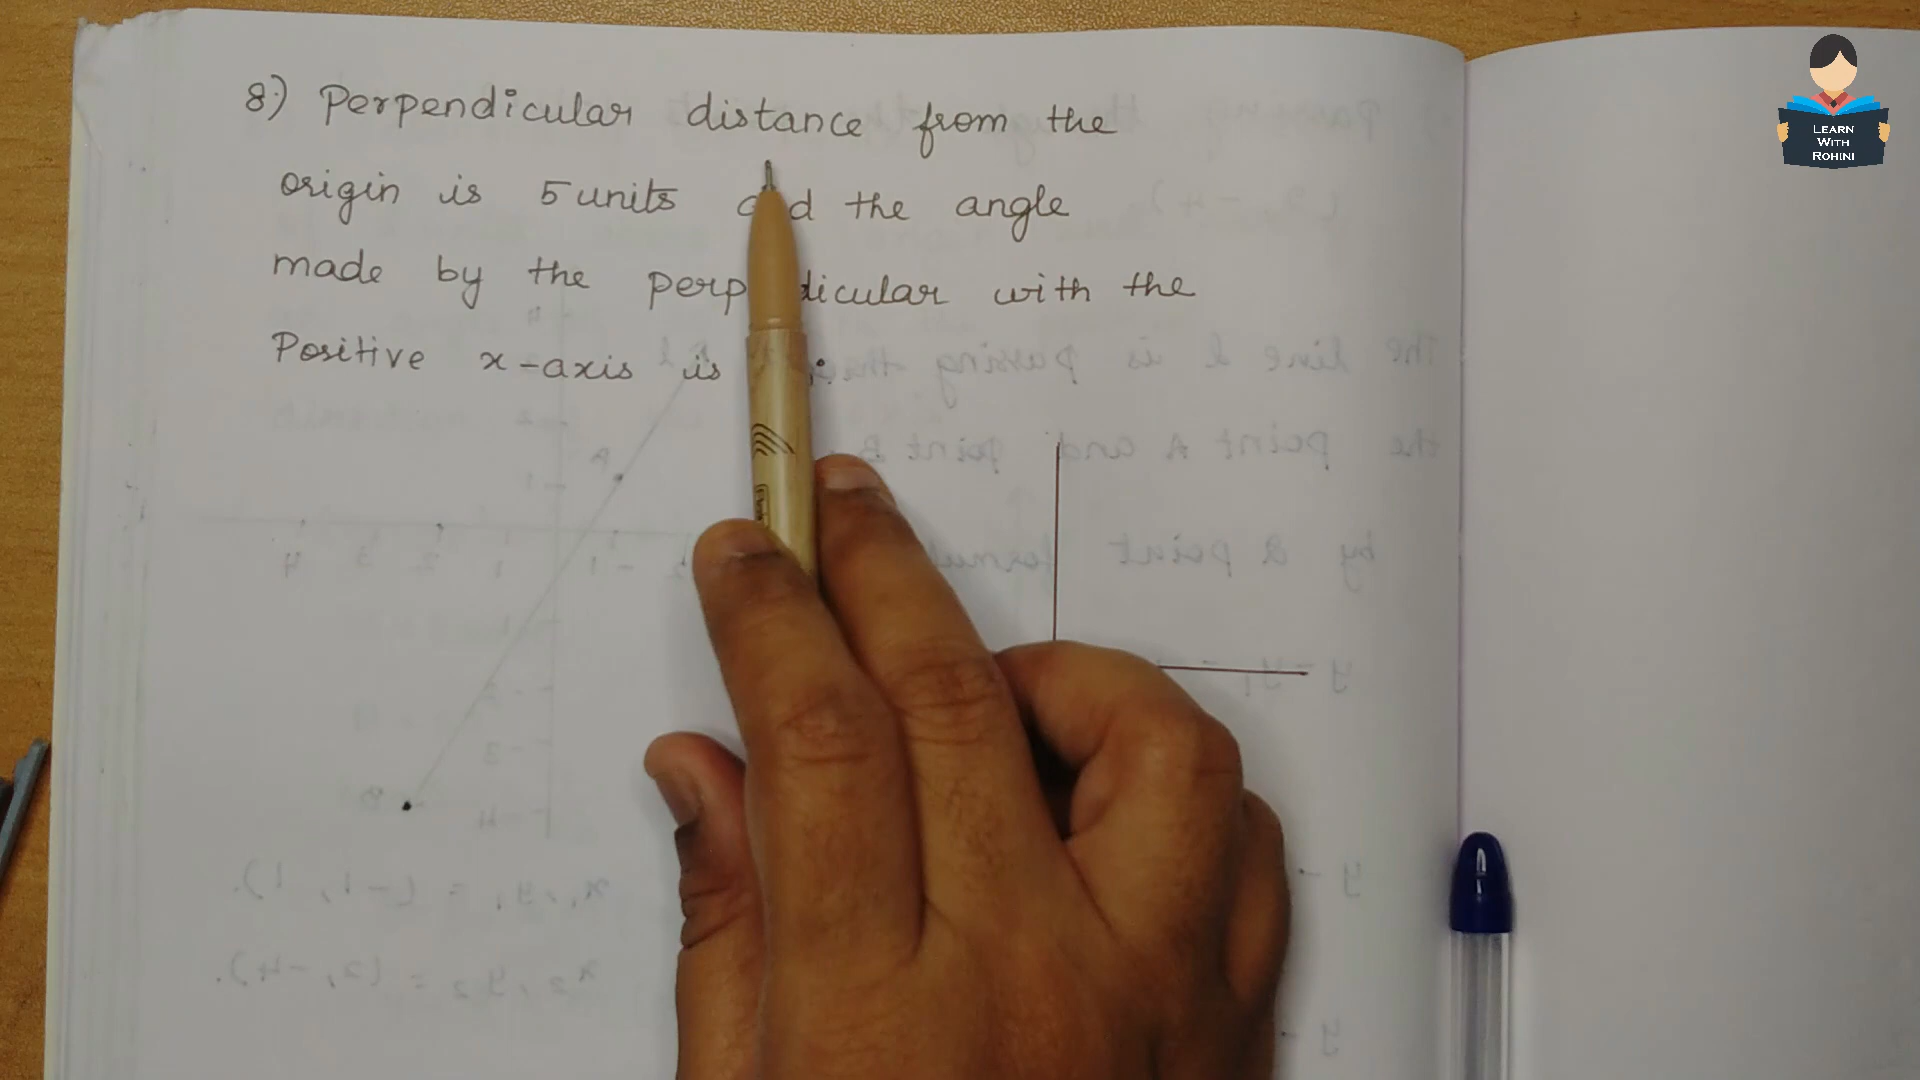 8.) Perpendicular distance from the
origin is 5 units and the angle
made by the perpendicular with the
Positive x-axis is
LEARN
With
ROHINI